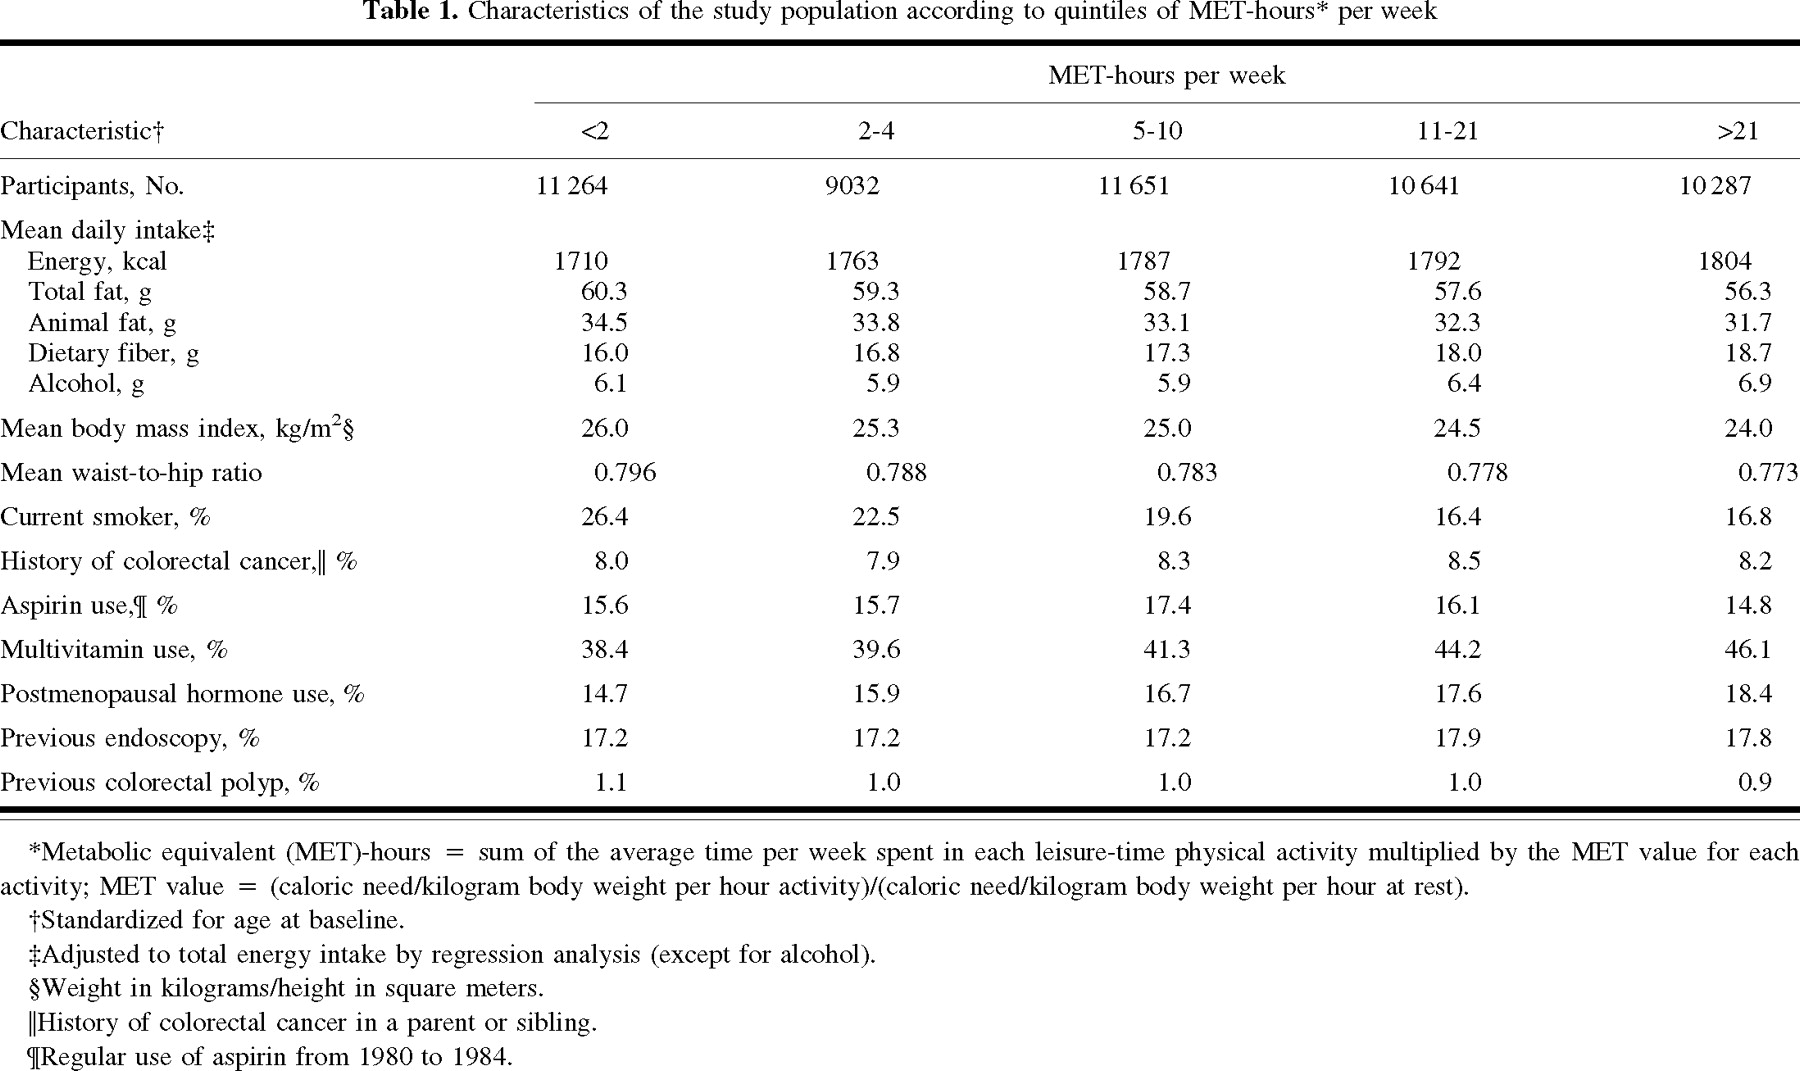 Table 1. Characteristics of the study population according to quintiles of MET-hours* per week
MET-hours per week
Characteristic† <2 2-4 5-10 11-21 >21
Participants, No. 11 264 9032 11 651 10 641 10 287
Mean daily intake‡
Energy, kcal 1710 1763 1787 1792 1804
Total fat, g 60.3 59.3 58.7 57.6 56.3
Animal fat, g 34.5 33.8 33.1 32.3 31.7
Dietary fiber, g 16.0 16.8 17.3 18.0 18.7
Alcohol, g 6.1 5.9 5.9 6.4 6.9
Mean body mass index, kg/m²§ 26.0 25.3 25.0 24.5 24.0
Mean waist-to-hip ratio 0.796 0.788 0.783 0.778 0.773
Current smoker, % 26.4 22.5 19.6 16.4 16.8
History of colorectal cancer,‖ % 8.0 7.9 8.3 8.5 8.2
Aspirin use,¶ % 15.6 15.7 17.4 16.1 14.8
Multivitamin use, % 38.4 39.6 41.3 44.2 46.1
Postmenopausal hormone use, % 14.7 15.9 16.7 17.6 18.4
Previous endoscopy, % 17.2 17.2 17.2 17.9 17.8
Previous colorectal polyp, % 1.1 1.0 1.0 1.0 0.9
*Metabolic equivalent (MET)-hours = sum of the average time per week spent in each leisure-time physical activity multiplied by the MET value for each
activity; MET value = (caloric need/kilogram body weight per hour activity)/(caloric need/kilogram body weight per hour at rest).
†Standardized for age at baseline.
‡Adjusted to total energy intake by regression analysis (except for alcohol).
§Weight in kilograms/height in square meters.
‖History of colorectal cancer in a parent or sibling.
¶Regular use of aspirin from 1980 to 1984.